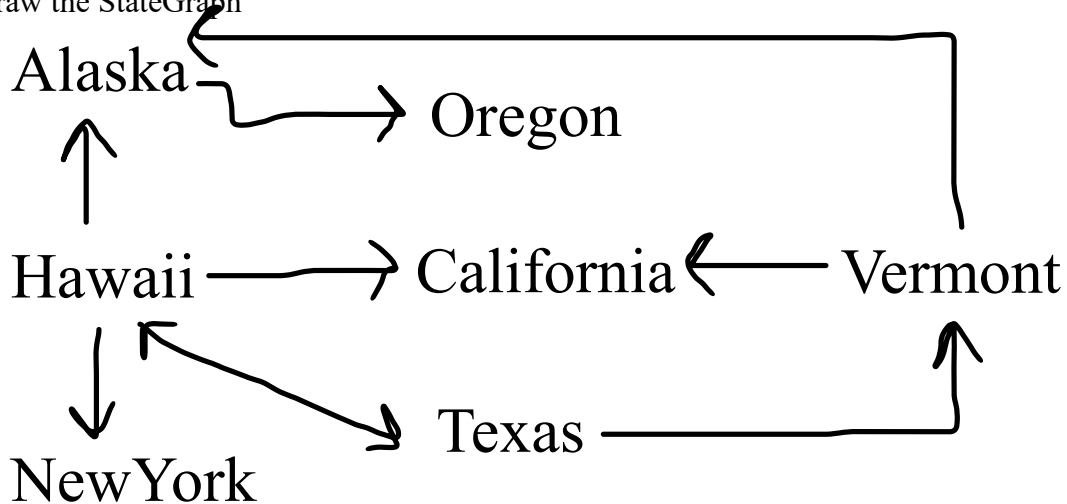 raw the StateGraph
Alaska
Oregon
Hawaii
California
Vermont
Texas
NewYork